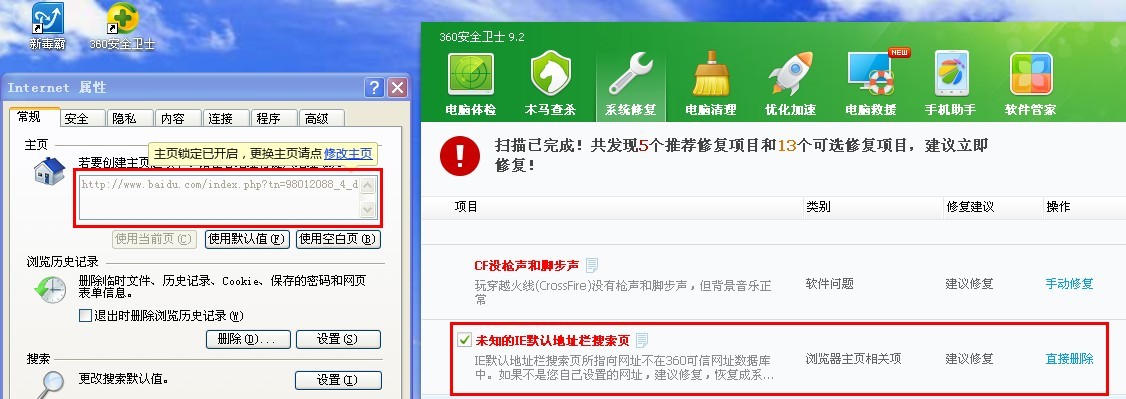 新毒霸
360安全卫士
Internet 属性
常规 安全 隐私 内容 连接 程序 高级
主页
主页锁定已开启，更换主页请点 修改主页
http://www.baidu.com/index.php?tn=98012088_4_d
使用当前页(C) 使用默认值(F) 使用空白页(B)
浏览历史记录
删除临时文件、历史记录、Cookie、保存的密码和网页
表单信息。
退出时删除浏览历史记录(W)
删除(D)... 设置(S)
搜索
更改搜索默认值。
设置(I)
360安全卫士 9.2
NEW
电脑体检 木马查杀 系统修复 电脑清理 优化加速 电脑救援 手机助手 软件管家
扫描已完成！共发现5个推荐修复项目和13个可选修复项目，建议立即
修复！
项目 类别 修复建议 操作
CF没枪声和脚步声
玩穿越火线(CrossFire)没有枪声和脚步声，但背景音乐正
常
软件问题 建议修复 手动修复
未知的IE默认地址栏搜索页
IE默认地址栏搜索页所指向网址不在360可信网址数据库
中。如果不是您自己设置的网址，建议修复，恢复成系...
浏览器主页相关项 建议修复 直接删除